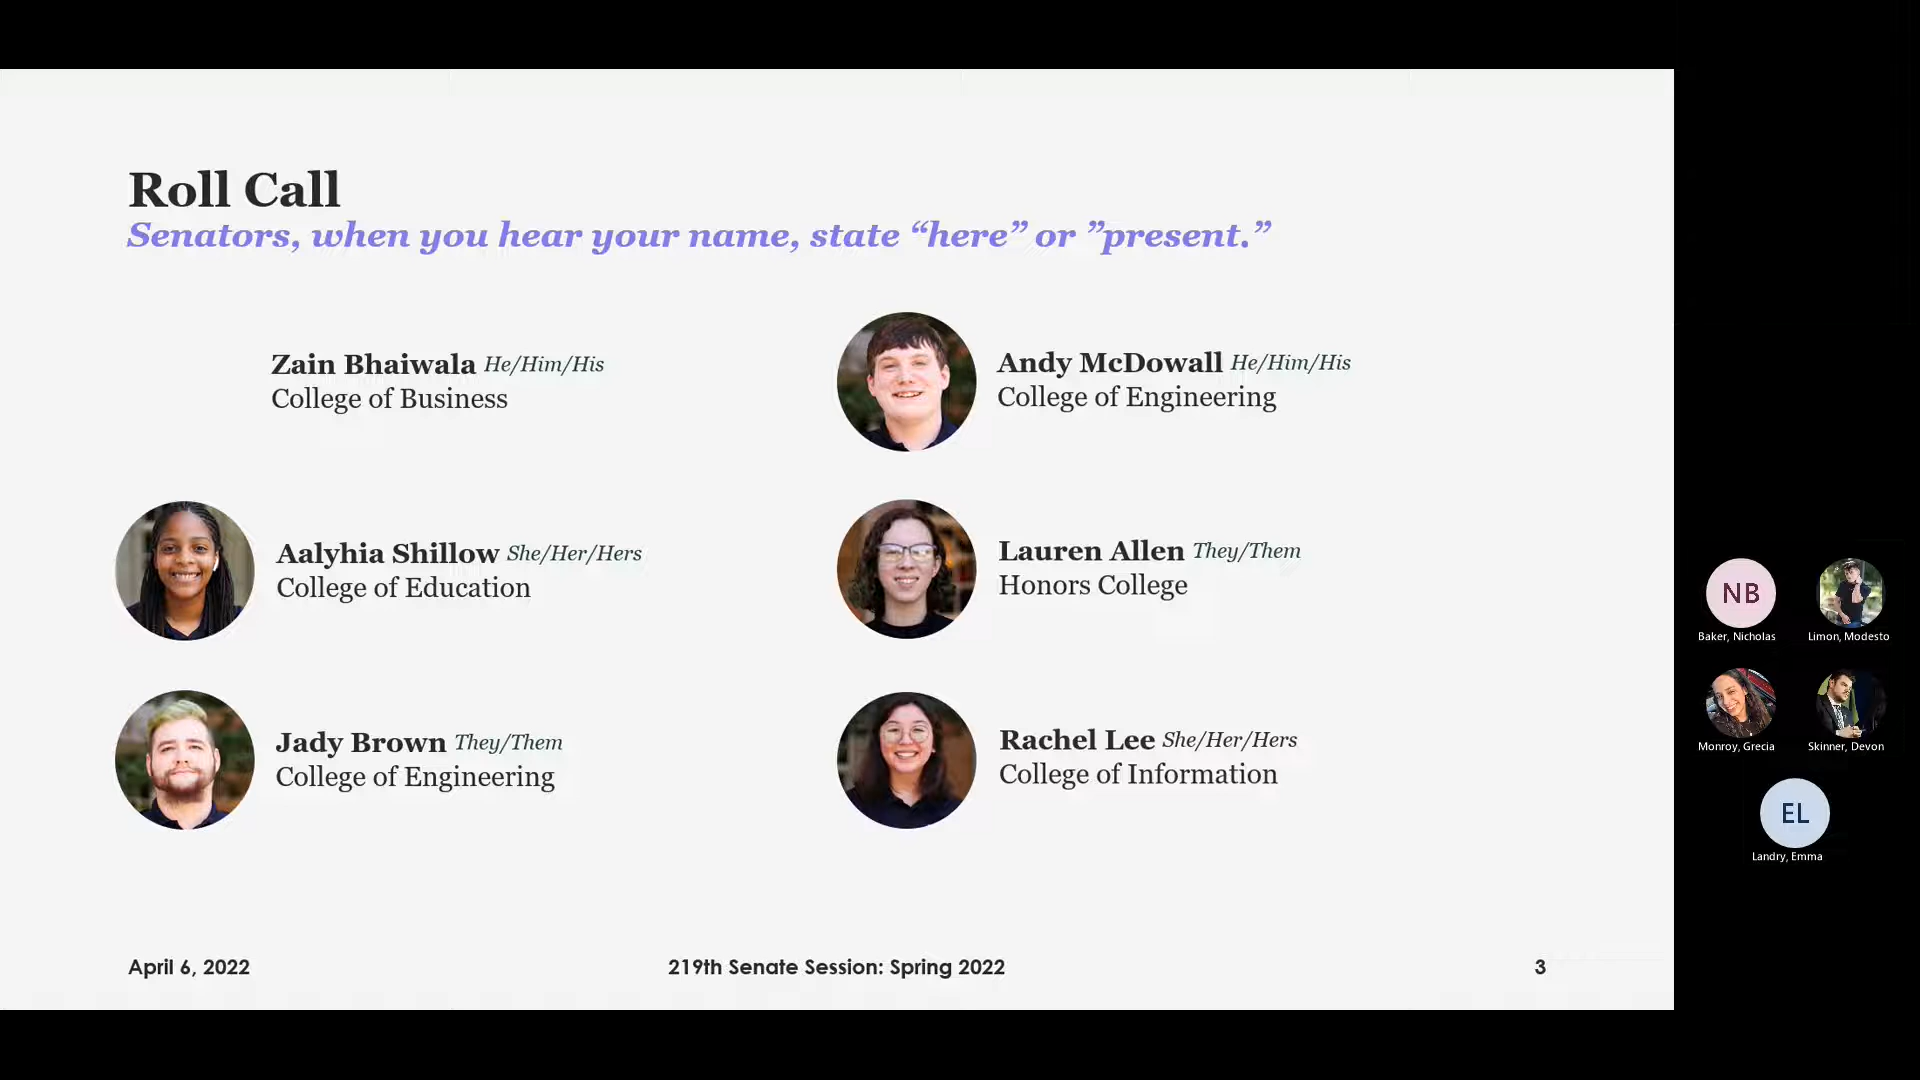 Roll Call
Senators, when you hear your name, state “here” or ”present.”
Zain Bhaiwala He/Him/His
College of Business
Andy McDowall He/Him/His
College of Engineering
Aalyhia Shillow She/Her/Hers
College of Education
Lauren Allen They/Them
Honors College
Jady Brown They/Them
College of Engineering
Rachel Lee She/Her/Hers
College of Information
April 6, 2022
219th Senate Session: Spring 2022
3
NB
Baker, Nicholas
Limon, Modesto
Monroy, Grecia
Skinner, Devon
EL
Landry, Emma